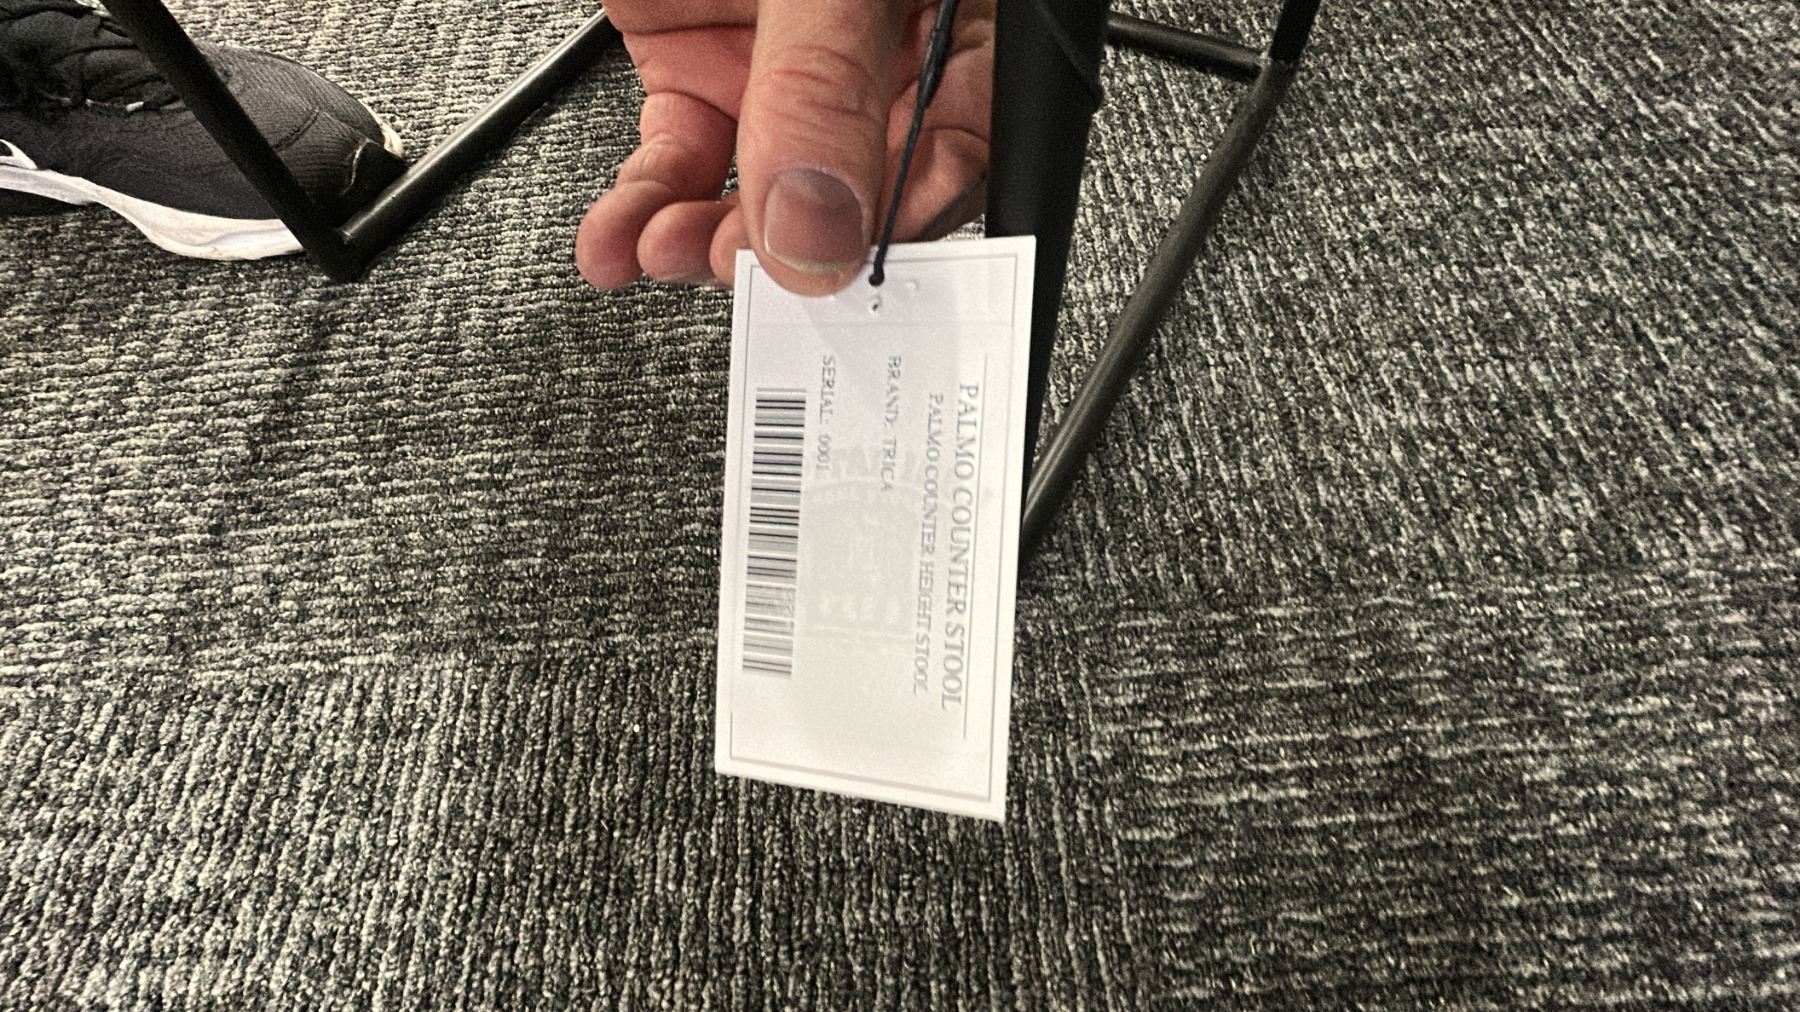 PALMO COUNTER STOOL
PALMO COUNTER HEIGHT STOOL
BRAND: TRICA
SERIAL: 0001